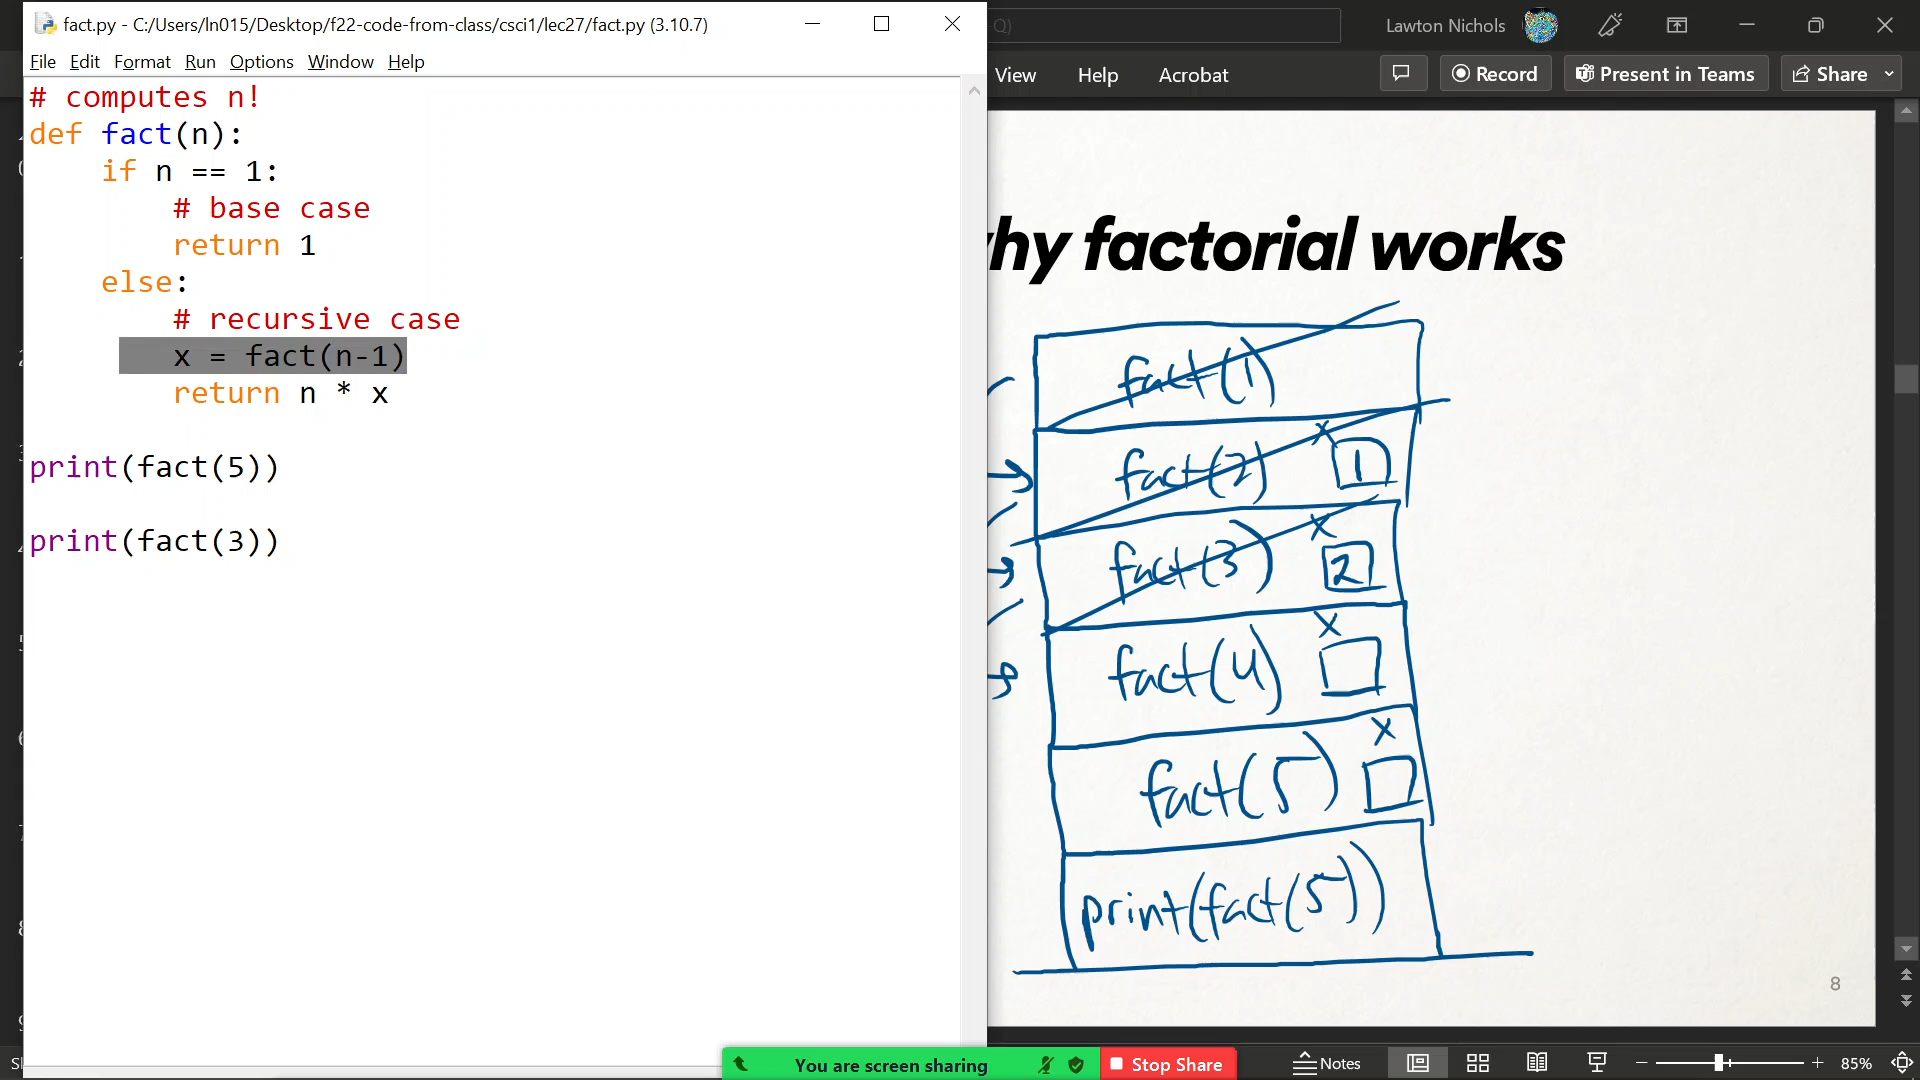 fact.py - C:/Users/ln015/Desktop/f22-code-from-class/csci1/lec27/fact.py (3.10.7)
File Edit Format Run Options Window Help
# computes n!
def fact(n):
    if n == 1:
        # base case
        return 1
    else:
        # recursive case
        x = fact(n-1)
        return n * x
print(fact(5))
print(fact(3))
Q)
Lawton Nichols
View Help Acrobat
Record
Present in Teams
Share
hy factorial works
fact(1)
fact(2) x 1
fact(3) x 2
fact(4) x
fact(5) x
print(fact(5))
8
You are screen sharing
Stop Share
Notes
85%